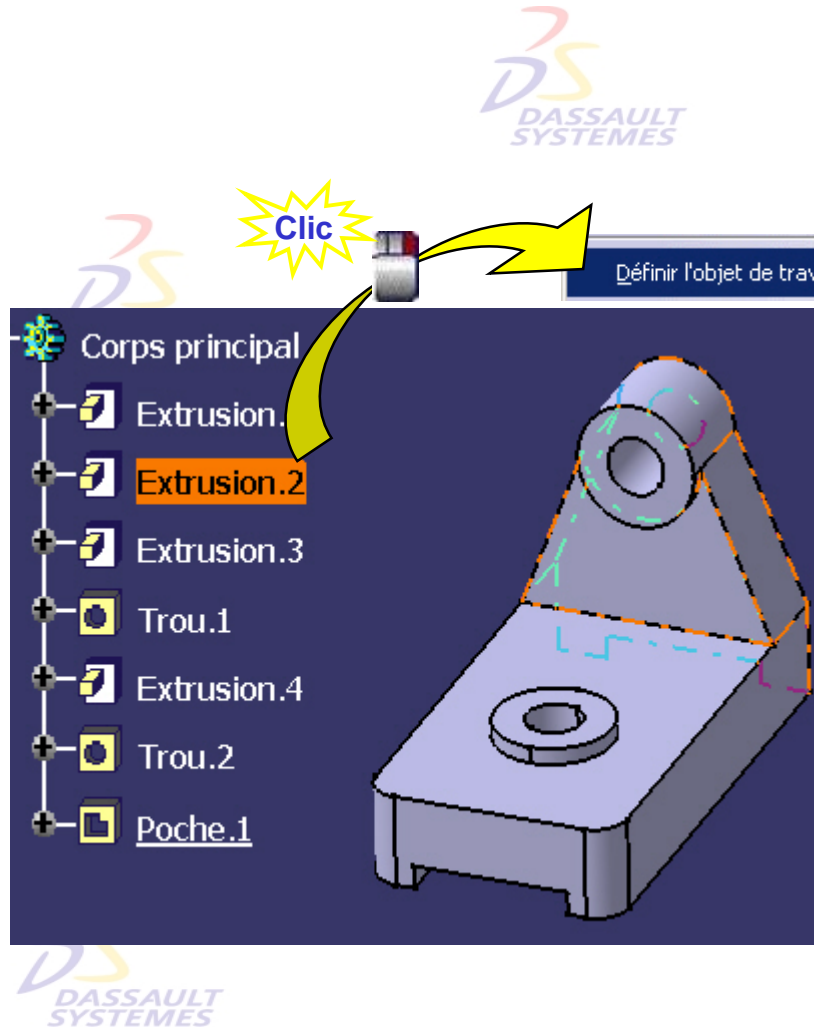 DASSAULT
SYSTEMES
Clic
Définir l'objet de trav
Corps principal
Extrusion.
Extrusion.2
Extrusion.3
Trou.1
Extrusion.4
Trou.2
Poche.1
DASSAULT
SYSTEMES